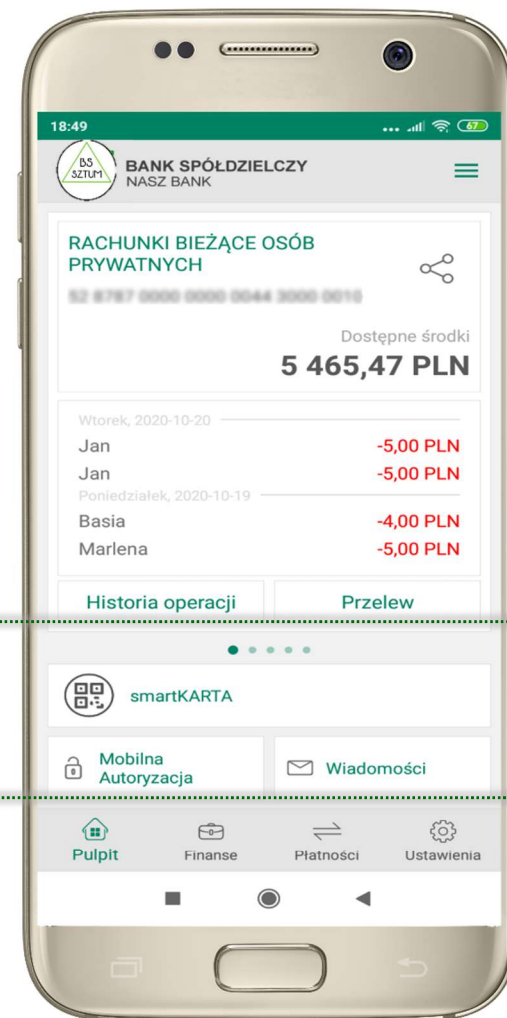 18:49
67
BS
SZTUM
BANK SPÓŁDZIELCZY
NASZ BANK
RACHUNKI BIEŻĄCE OSÓB
PRYWATNYCH
Dostępne środki
5 465,47 PLN
Wtorek, 2020-10-20
Jan -5,00 PLN
Jan -5,00 PLN
Poniedziałek, 2020-10-19
Basia -4,00 PLN
Marlena -5,00 PLN
Historia operacji Przelew
smartKARTA
Mobilna
Autoryzacja
Wiadomości
Pulpit Finanse Płatności Ustawienia